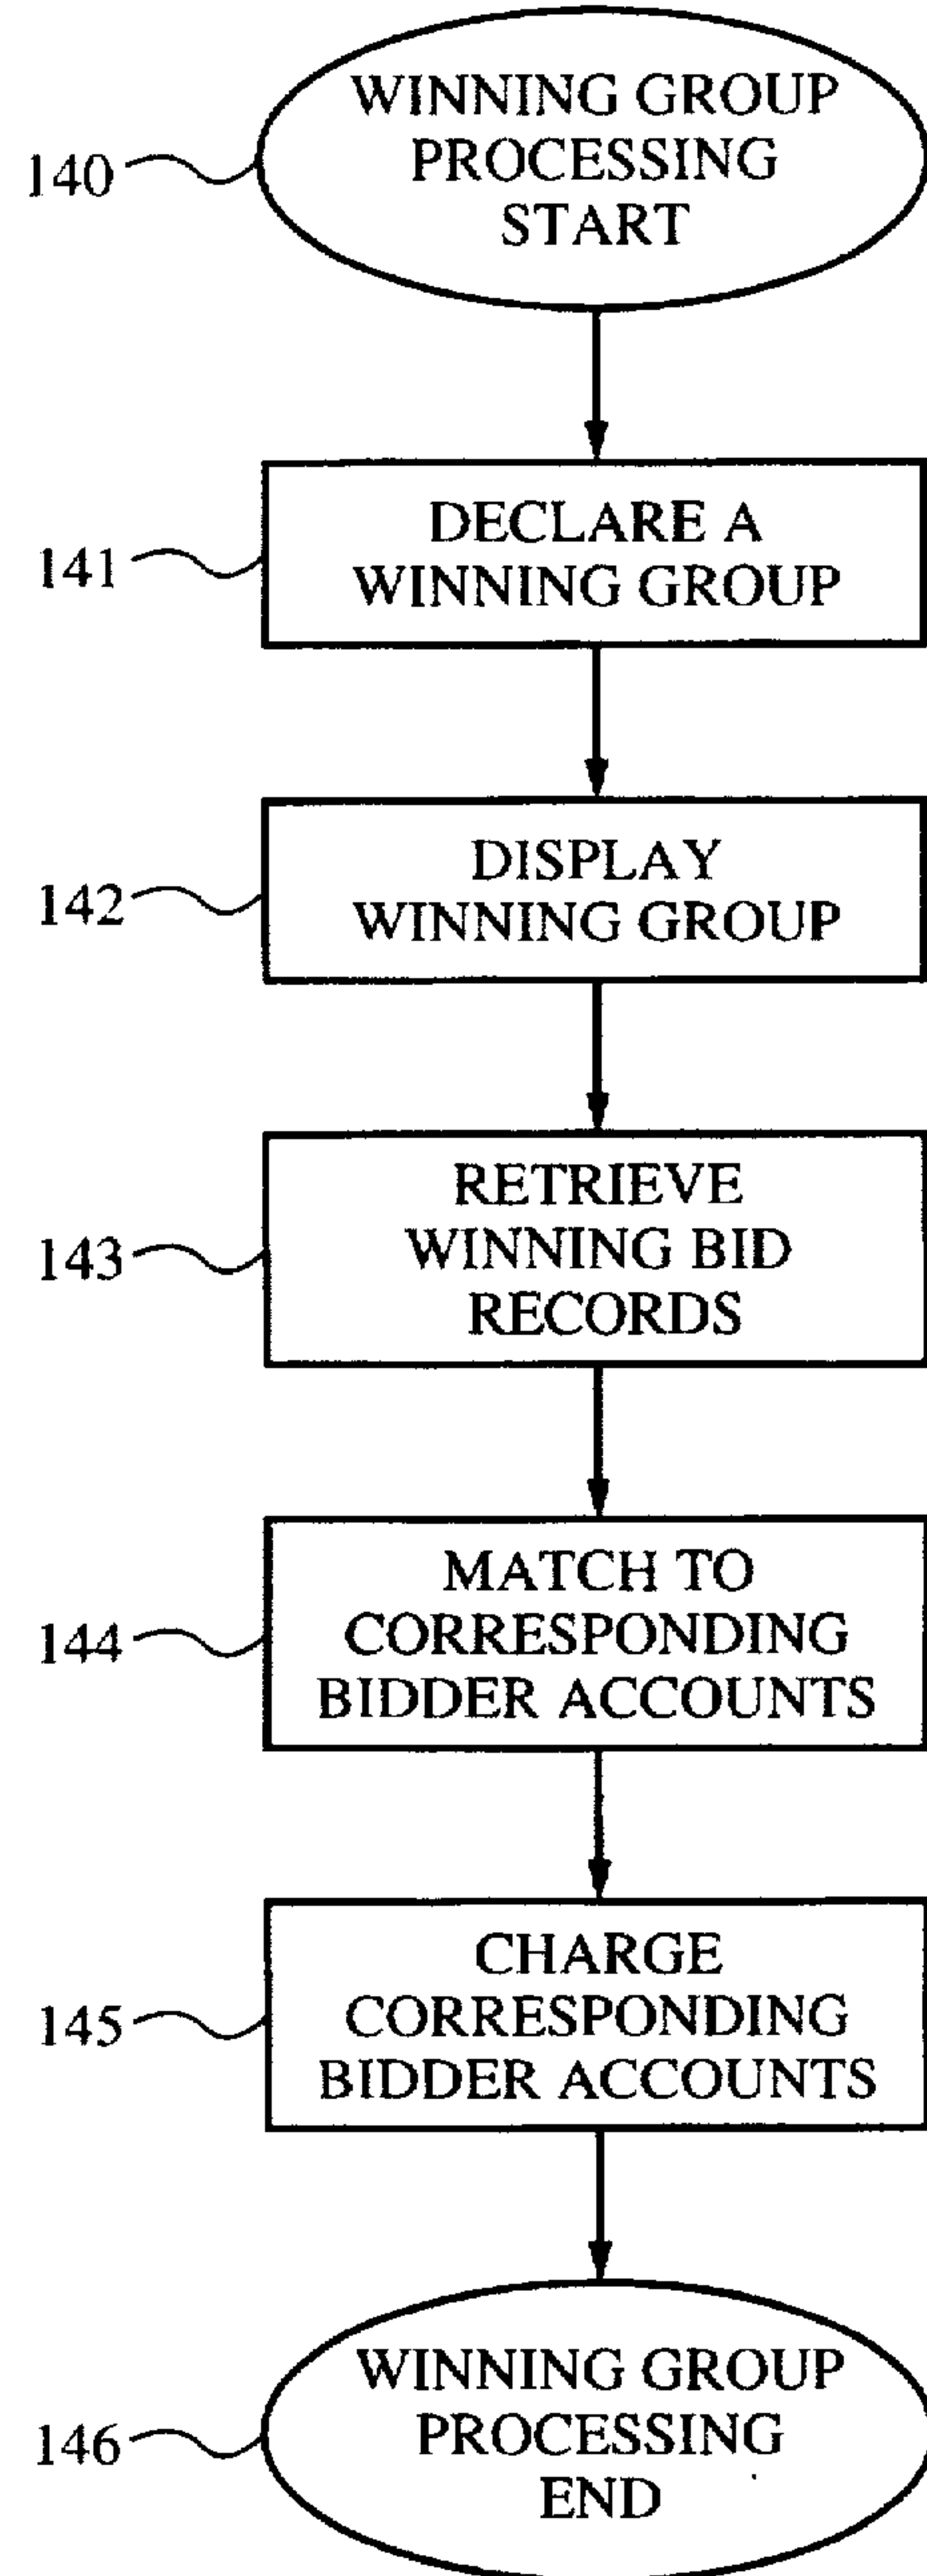 WINNING GROUP
PROCESSING
START
140
DECLARE A
WINNING GROUP
141
DISPLAY
WINNING GROUP
142
RETRIEVE
WINNING BID
RECORDS
143
MATCH TO
CORRESPONDING
BIDDER ACCOUNTS
144
CHARGE
CORRESPONDING
BIDDER ACCOUNTS
145
WINNING GROUP
PROCESSING
END
146